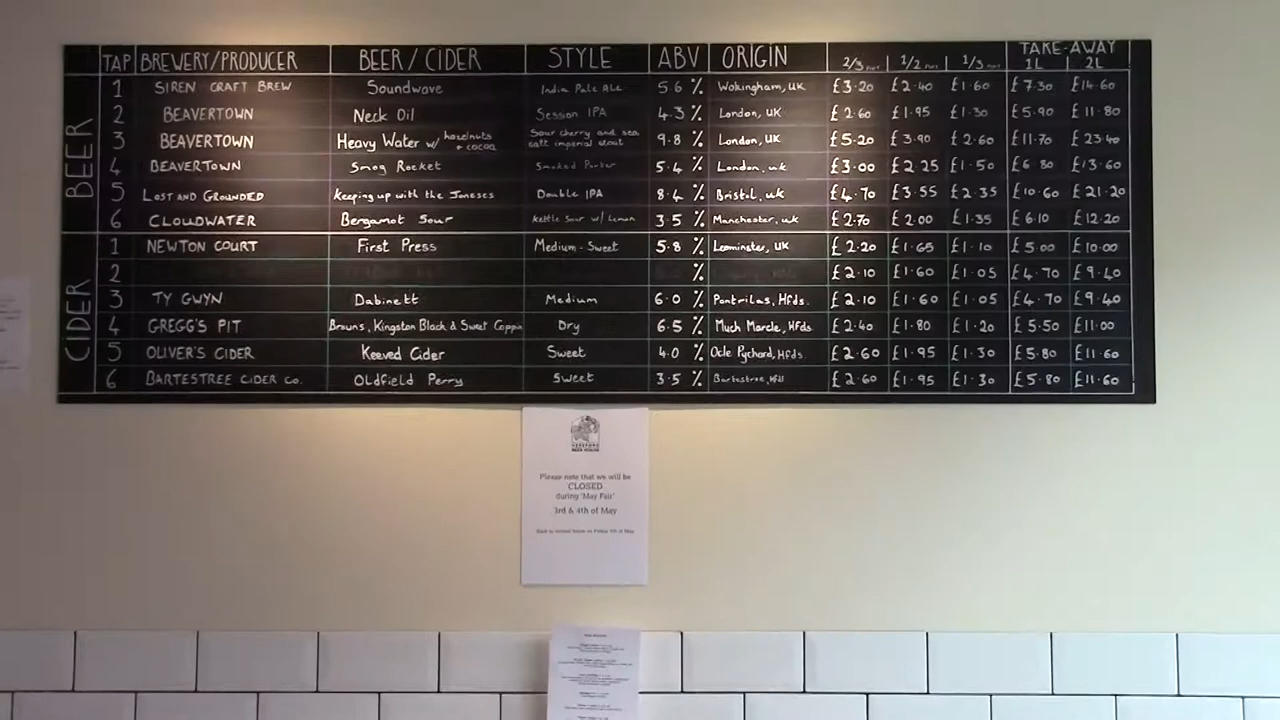 TAKE-AWAY
TAP BREWERY/PRODUCER BEER / CIDER STYLE ABV ORIGIN 2/3 PINT 1/2 PINT 1/3 PINT 1L 2L
BEER
1 SIREN CRAFT BREW Soundwave India Pale Ale 5.6 % Wokingham, UK £3.20 £2.40 £1.60 £7.30 £14.60
2 BEAVERTOWN Neck Oil Session IPA 4.3 % London, UK £2.60 £1.95 £1.30 £5.90 £11.80
3 BEAVERTOWN Heavy Water w/ hazelnuts + cocoa Sour cherry and sea salt imperial stout 9.8 % London, UK £5.20 £3.90 £2.60 £11.70 £23.40
4 BEAVERTOWN Smog Rocket Smoked Porter 5.4 % London, uk £3.00 £2.25 £1.50 £6.80 £13.60
5 LOST AND GROUNDED Keeping up with the Joneses Double IPA 8.4 % Bristol, uk £4.70 £3.55 £2.35 £10.60 £21.20
6 CLOUDWATER Bergamot Sour Kettle Sour w/ Lemon 3.5 % Manchester, uk £2.70 £2.00 £1.35 £6.10 £12.20
CIDER
1 NEWTON COURT First Press Medium-Sweet 5.8 % Leominster, UK £2.20 £1.65 £1.10 £5.00 £10.00
2 % £2.10 £1.60 £1.05 £4.70 £9.40
3 TY GWYN Dabinett Medium 6.0 % Pontrilas, Hfds. £2.10 £1.60 £1.05 £4.70 £9.40
4 GREGG'S PIT Browns, Kingston Black & Sweet Coppin Dry 6.5 % Much Marcle, Hfds £2.40 £1.80 £1.20 £5.50 £11.00
5 OLIVER'S CIDER Keeved Cider Sweet 4.0 % Ocle Pychard, Hfds. £2.60 £1.95 £1.30 £5.80 £11.60
6 BARTESTREE CIDER Co. Oldfield Perry Sweet 3.5 % Bartestree, Hfds £2.60 £1.95 £1.30 £5.80 £11.60
HEREFORD
BEER HOUSE
Please note that we will be
CLOSED
during 'May Fair'
3rd & 4th of May
Back to normal hours on Friday 5th of May